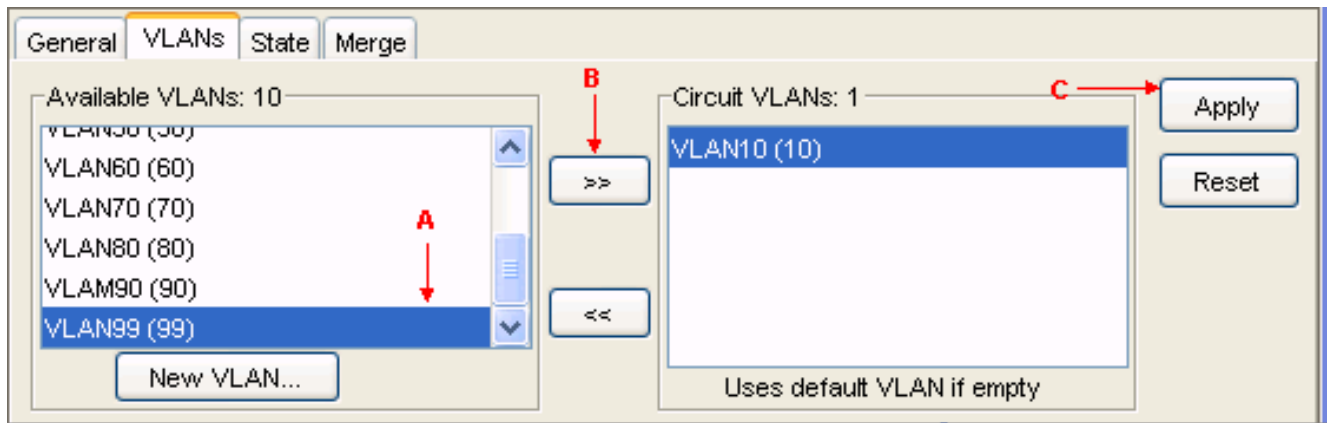 General VLANs State Merge
Available VLANs: 10
B
Circuit VLANs: 1
C
Apply
VLAN60 (60)
VLAN70 (70)
A
VLAN80 (80)
VLAM90 (90)
VLAN99 (99)
New VLAN...
>>
<<
VLAN10 (10)
Uses default VLAN if empty
Reset